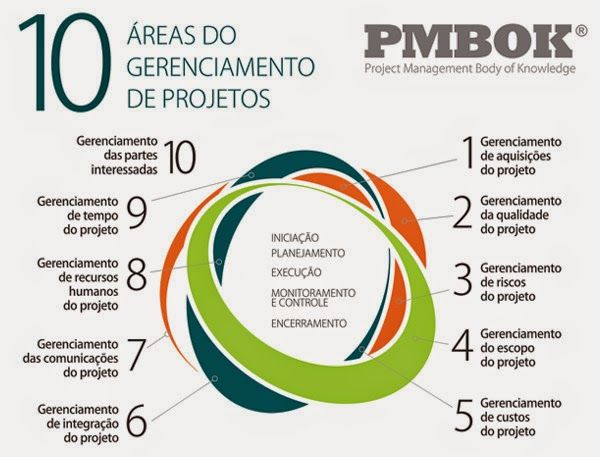 10
ÁREAS DO
GERENCIAMENTO
DE PROJETOS
PMBOK®
Project Management Body of Knowledge
1
Gerenciamento
de aquisições
do projeto
2
Gerenciamento
da qualidade
do projeto
3
Gerenciamento
de riscos
do projeto
4
Gerenciamento
do escopo
do projeto
5
Gerenciamento
de custos
do projeto
6
Gerenciamento
de integração
do projeto
7
Gerenciamento
das comunicações
do projeto
8
Gerenciamento
de recursos
humanos
do projeto
9
Gerenciamento
de tempo
do projeto
10
Gerenciamento
das partes
interessadas
INICIAÇÃO
PLANEJAMENTO
EXECUÇÃO
MONITORAMENTO
E CONTROLE
ENCERRAMENTO